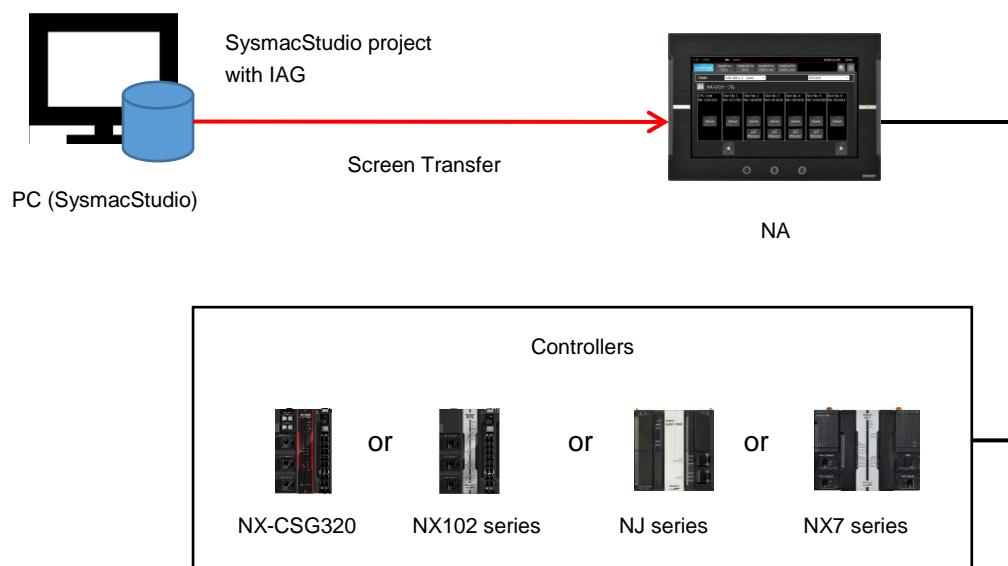 SysmacStudio project
with IAG
Screen Transfer
PC (SysmacStudio)
NA
Controllers
or
or
or
NX-CSG320
NX102 series
NJ series
NX7 series